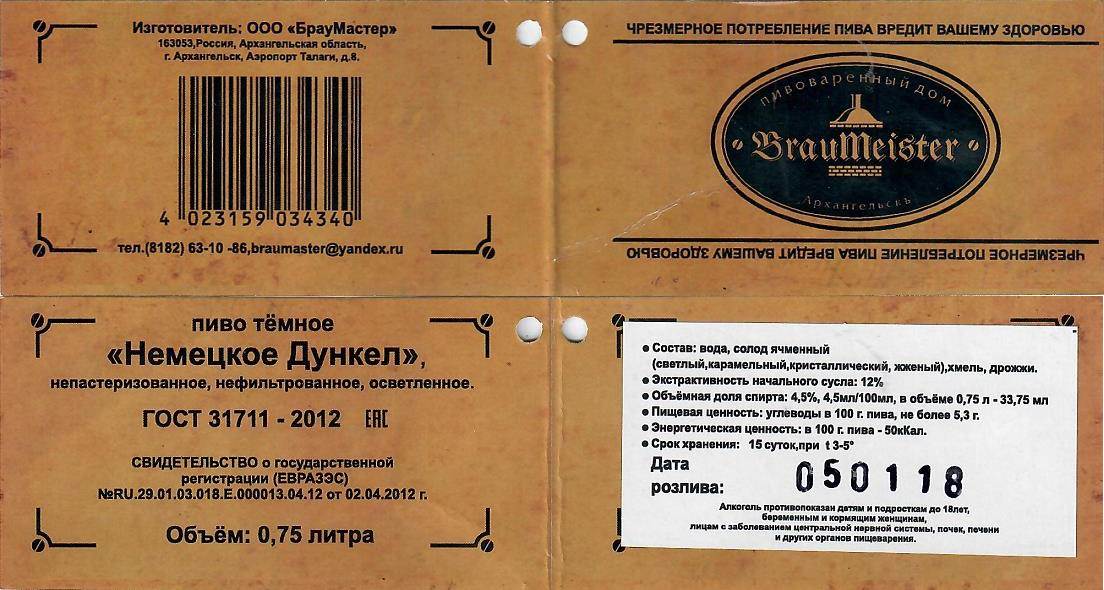 Изготовитель: ООО «БрауМастер»
163053,Россия, Архангельская область,
г. Архангельск, Аэропорт Талаги, д.8.
4 023159 034340
тел.(8182) 63-10 -86,braumaster@yandex.ru
ЧРЕЗМЕРНОЕ ПОТРЕБЛЕНИЕ ПИВА ВРЕДИТ ВАШЕМУ ЗДОРОВЬЮ
пивоваренный дом
BrauMeister
Архангельскъ
ЧРЕЗМЕРНОЕ ПОТРЕБЛЕНИЕ ПИВА ВРЕДИТ ВАШЕМУ ЗДОРОВЬЮ
пиво тёмное
«Немецкое Дункел»,
непастеризованное, нефильтрованное, осветленное.
ГОСТ 31711 - 2012 ЕАС
СВИДЕТЕЛЬСТВО о государственной
регистрации (ЕВРАЗЭС)
№RU.29.01.03.018.Е.000013.04.12 от 02.04.2012 г.
Объём: 0,75 литра
● Состав: вода, солод ячменный
(светлый,карамельный,кристаллический, жженый),хмель, дрожжи.
● Экстрактивность начального сусла: 12%
● Объёмная доля спирта: 4,5%, 4,5мл/100мл, в объёме 0,75 л - 33,75 мл
● Пищевая ценность: углеводы в 100 г. пива, не более 5,3 г.
● Энергетическая ценность: в 100 г. пива - 50кКал.
● Срок хранения: 15 суток,при t 3-5°
Дата
розлива: 050118
Алкоголь противопоказан детям и подросткам до 18лет,
беременным и кормящим женщинам,
лицам с заболеванием центральной нервной системы, почек, печени
и других органов пищеварения.